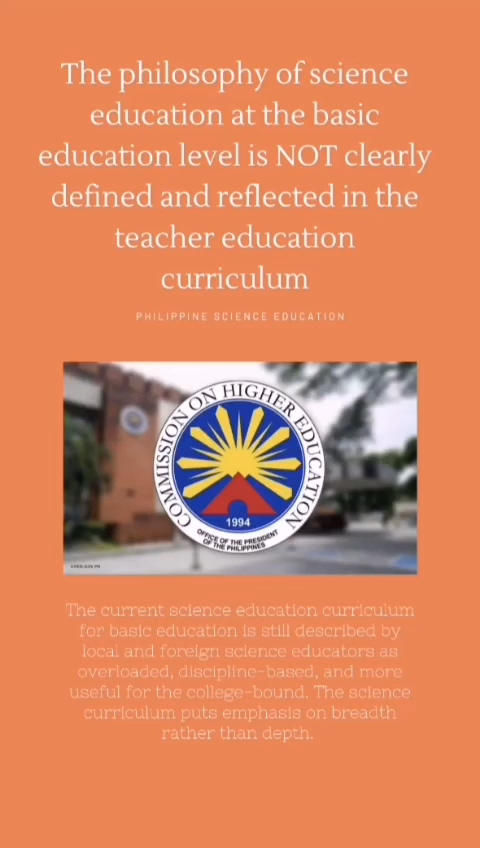 The philosophy of science
education at the basic
education level is NOT clearly
defined and reflected in the
teacher education
curriculum
PHILIPPINE SCIENCE EDUCATION
COMMISSION ON HIGHER EDUCATION
1994
OFFICE OF THE PRESIDENT
OF THE PHILIPPINES
The current science education curriculum
for basic education is still described by
local and foreign science educators as
overloaded, discipline-based, and more
useful for the college-bound. The science
curriculum puts emphasis on breadth
rather than depth.